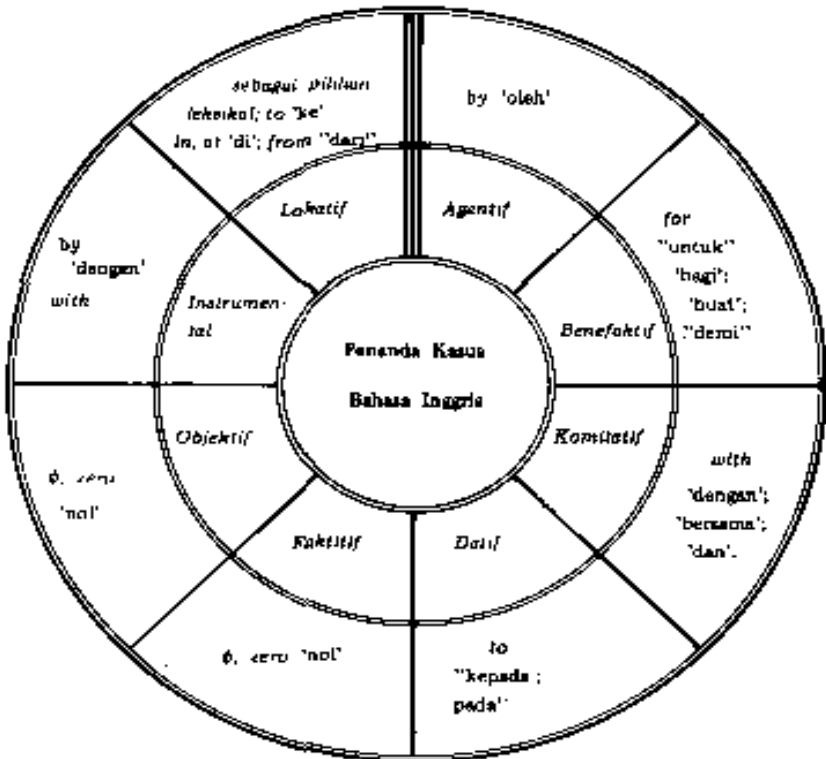 sebagai pilihan
leksikal; to 'ke'
in, at 'di'; from "dari"
by 'oleh'
Lokatif
Agentif
for
"untuk"
'bagi';
'buat';
"demi"
by
'dengan'
with
Instrumen-
tal
Benefaktif
Penanda Kasus
Bahasa Inggris
Objektif
Komitatif
with
'dengan';
'bersama';
'dan'.
ϕ, zero
'nol'
Faktitif
Datif
ϕ, zero 'nol'
to
"kepada ;
pada"